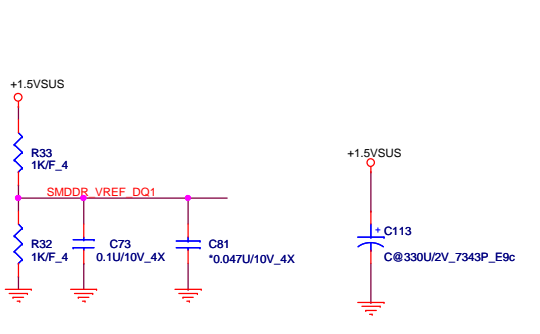 +1.5VSUS
R33
1K/F_4
+1.5VSUS
SMDDR_VREF_DQ1
R32
1K/F_4
C73
0.1U/10V_4X
C81
*0.047U/10V_4X
+ C113
C@330U/2V_7343P_E9c